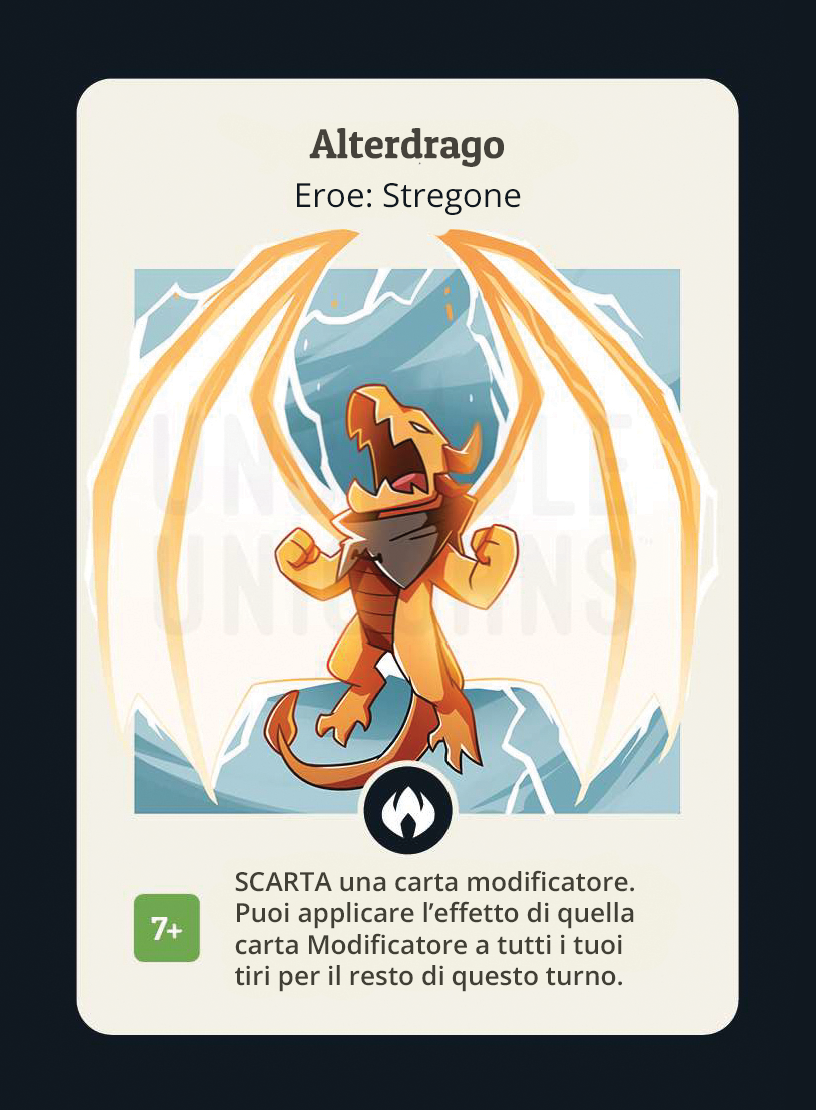 Alterdrago
Eroe: Stregone
UNSTABLE
UNICORNS
7+
SCARTA una carta modificatore.
Puoi applicare l’effetto di quella
carta Modificatore a tutti i tuoi
tiri per il resto di questo turno.